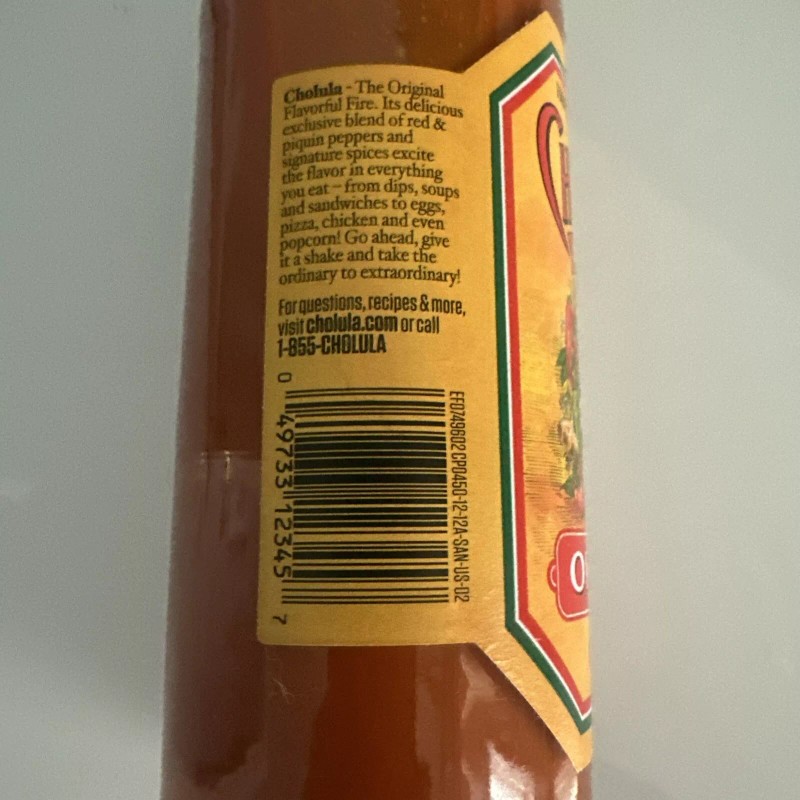 Cholula - The Original
Flavorful Fire. Its delicious
exclusive blend of red &
piquin peppers and
signature spices excite
the flavor in everything
you eat – from dips, soups
and sandwiches to eggs,
pizza, chicken and even
popcorn! Go ahead, give
it a shake and take the
ordinary to extraordinary!
For questions, recipes & more,
visit cholula.com or call
1-855-CHOLULA
0 49733 12345 7
EF0749602 CP0450-12-12A-SAN-US-02